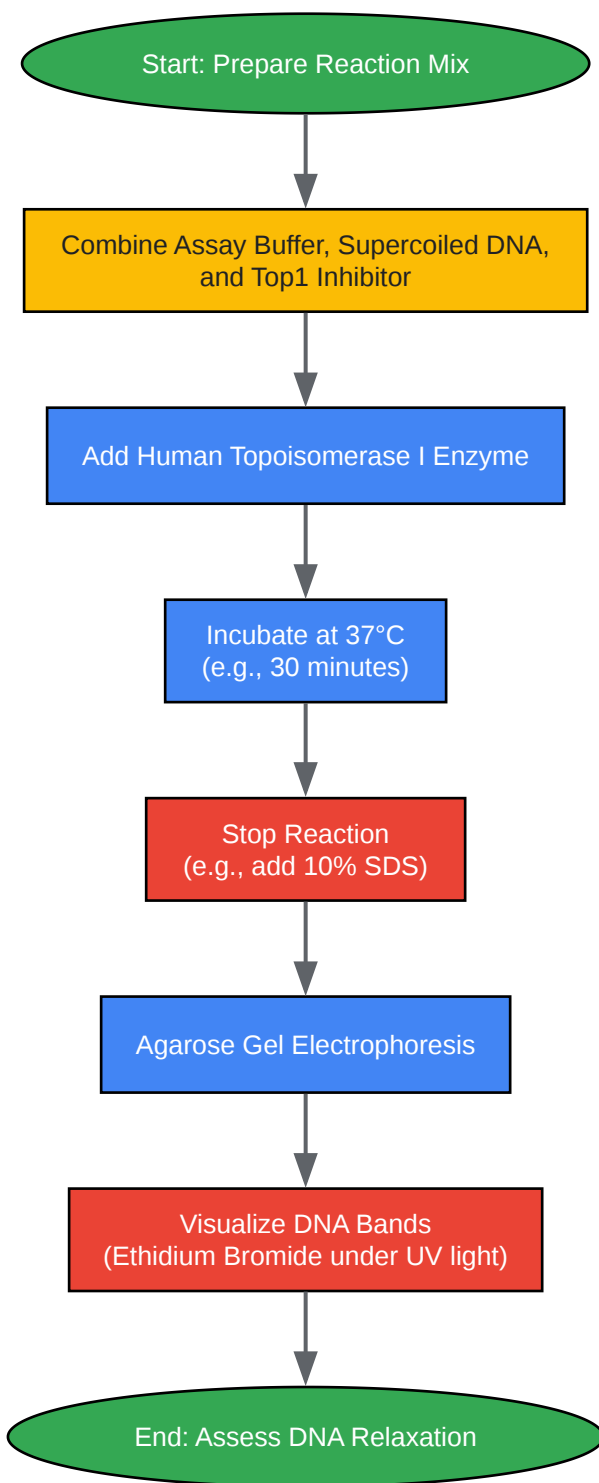 Start: Prepare Reaction Mix
Combine Assay Buffer, Supercoiled DNA,
and Top1 Inhibitor
Add Human Topoisomerase I Enzyme
Incubate at 37°C
(e.g., 30 minutes)
Stop Reaction
(e.g., add 10% SDS)
Agarose Gel Electrophoresis
Visualize DNA Bands
(Ethidium Bromide under UV light)
End: Assess DNA Relaxation